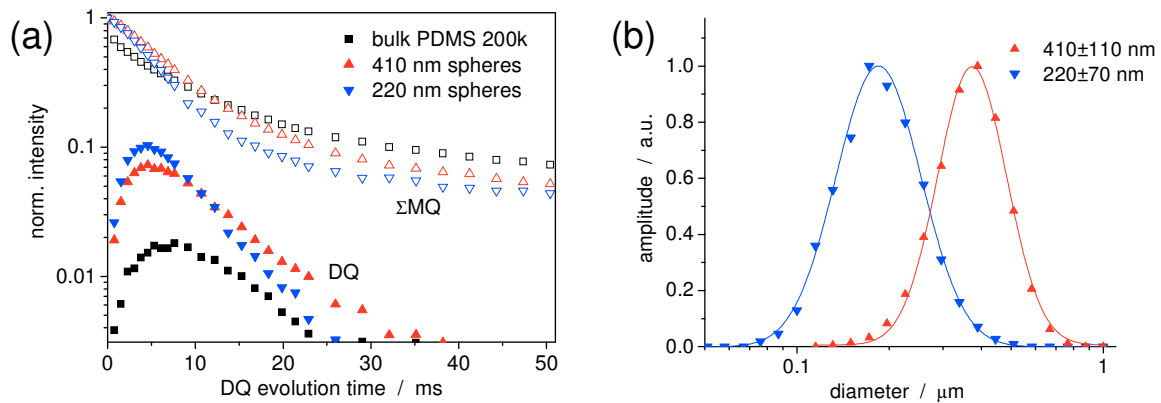 (a)
bulk PDMS 200k
410 nm spheres
220 nm spheres
1
0.1
0.01
norm. intensity
ΣMQ
DQ
0 10 20 30 40 50
DQ evolution time / ms
(b)
410±110 nm
220±70 nm
1.0
0.8
0.6
0.4
0.2
0.0
amplitude / a.u.
0.1 1
diameter / μm